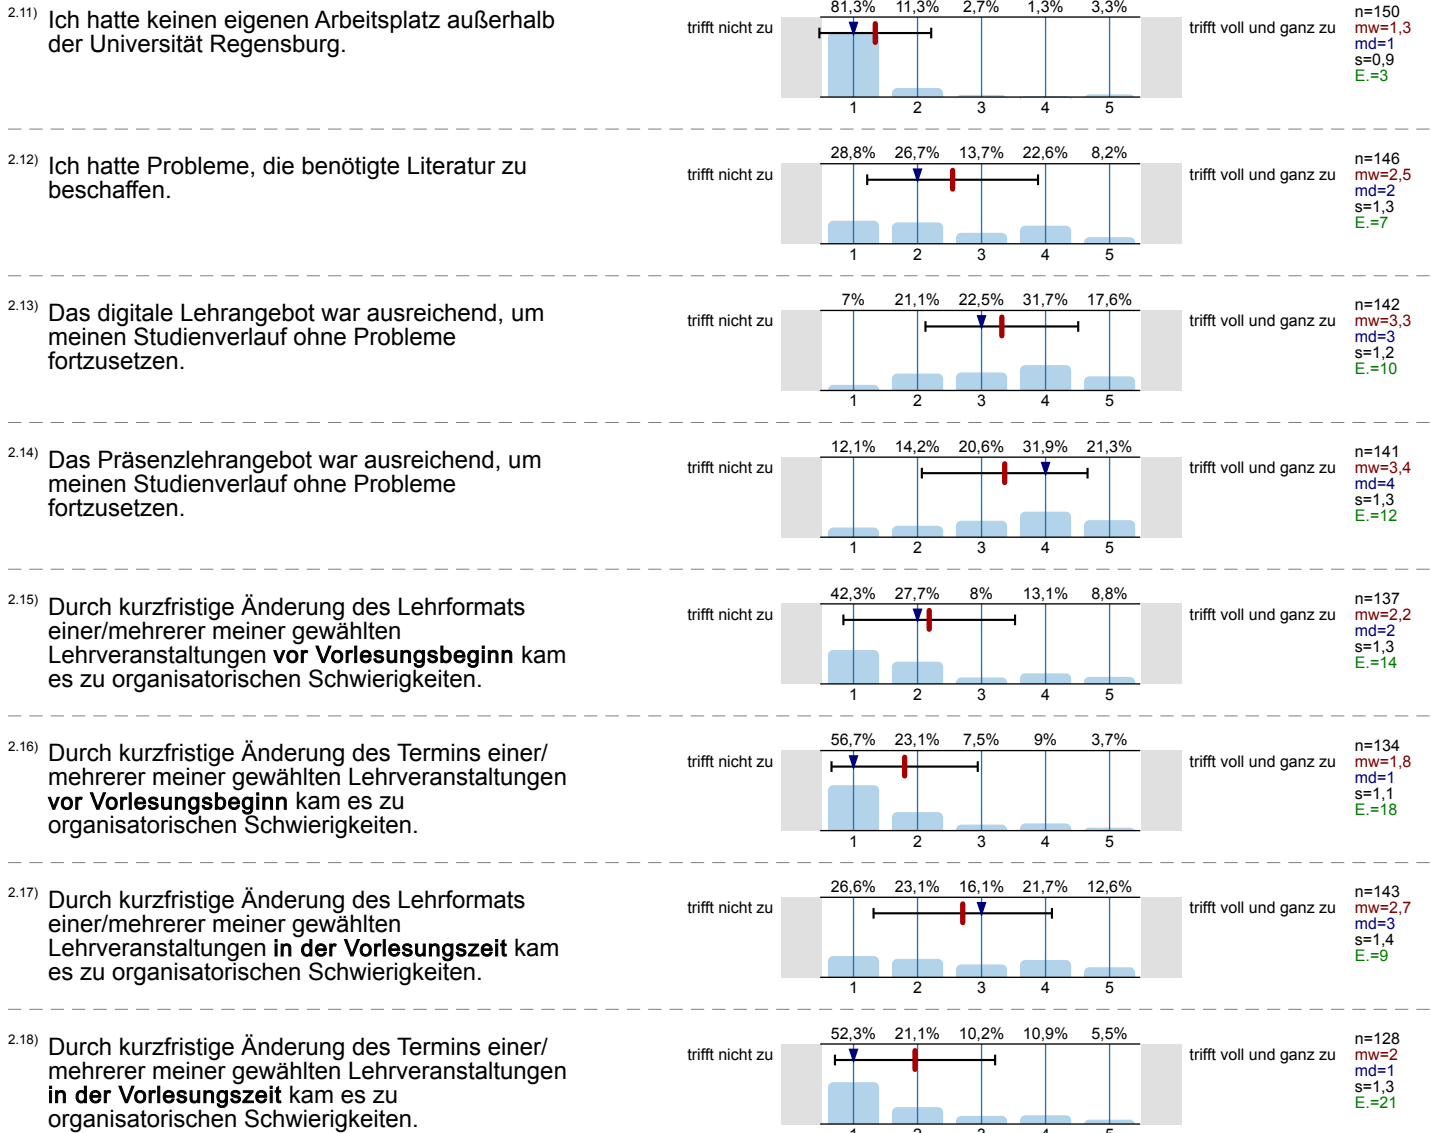 2.11) Ich hatte keinen eigenen Arbeitsplatz außerhalb
der Universität Regensburg.
trifft nicht zu
81,3% 11,3% 2,7% 1,3% 3,3%
1 2 3 4 5
trifft voll und ganz zu
n=150
mw=1,3
md=1
s=0,9
E.=3
2.12) Ich hatte Probleme, die benötigte Literatur zu
beschaffen.
trifft nicht zu
28,8% 26,7% 13,7% 22,6% 8,2%
1 2 3 4 5
trifft voll und ganz zu
n=146
mw=2,5
md=2
s=1,3
E.=7
2.13) Das digitale Lehrangebot war ausreichend, um
meinen Studienverlauf ohne Probleme
fortzusetzen.
trifft nicht zu
7% 21,1% 22,5% 31,7% 17,6%
1 2 3 4 5
trifft voll und ganz zu
n=142
mw=3,3
md=3
s=1,2
E.=10
2.14) Das Präsenzlehrangebot war ausreichend, um
meinen Studienverlauf ohne Probleme
fortzusetzen.
trifft nicht zu
12,1% 14,2% 20,6% 31,9% 21,3%
1 2 3 4 5
trifft voll und ganz zu
n=141
mw=3,4
md=4
s=1,3
E.=12
2.15) Durch kurzfristige Änderung des Lehrformats
einer/mehrerer meiner gewählten
Lehrveranstaltungen vor Vorlesungsbeginn kam
es zu organisatorischen Schwierigkeiten.
trifft nicht zu
42,3% 27,7% 8% 13,1% 8,8%
1 2 3 4 5
trifft voll und ganz zu
n=137
mw=2,2
md=2
s=1,3
E.=14
2.16) Durch kurzfristige Änderung des Termins einer/
mehrerer meiner gewählten Lehrveranstaltungen
vor Vorlesungsbeginn kam es zu
organisatorischen Schwierigkeiten.
trifft nicht zu
56,7% 23,1% 7,5% 9% 3,7%
1 2 3 4 5
trifft voll und ganz zu
n=134
mw=1,8
md=1
s=1,1
E.=18
2.17) Durch kurzfristige Änderung des Lehrformats
einer/mehrerer meiner gewählten
Lehrveranstaltungen in der Vorlesungszeit kam
es zu organisatorischen Schwierigkeiten.
trifft nicht zu
26,6% 23,1% 16,1% 21,7% 12,6%
1 2 3 4 5
trifft voll und ganz zu
n=143
mw=2,7
md=3
s=1,4
E.=9
2.18) Durch kurzfristige Änderung des Termins einer/
mehrerer meiner gewählten Lehrveranstaltungen
in der Vorlesungszeit kam es zu
organisatorischen Schwierigkeiten.
trifft nicht zu
52,3% 21,1% 10,2% 10,9% 5,5%
1 2 3 4 5
trifft voll und ganz zu
n=128
mw=2
md=1
s=1,3
E.=21